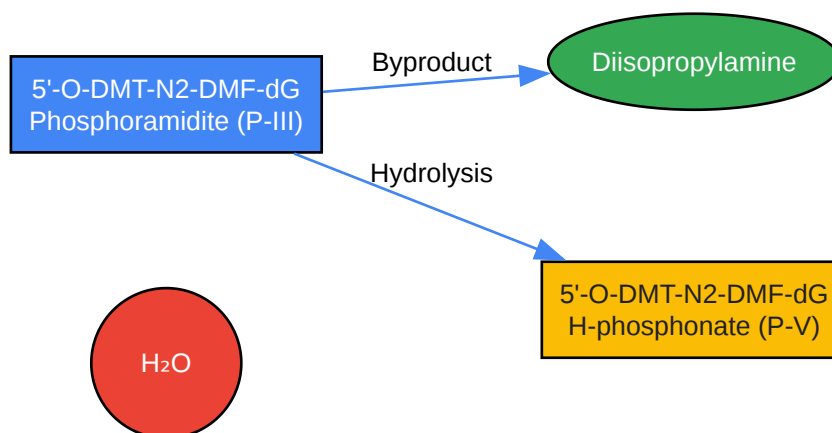 Byproduct
Diisopropylamine
5'-O-DMT-N2-DMF-dG
Phosphoramidite (P-III)
Hydrolysis
5'-O-DMT-N2-DMF-dG
H-phosphonate (P-V)
H₂O